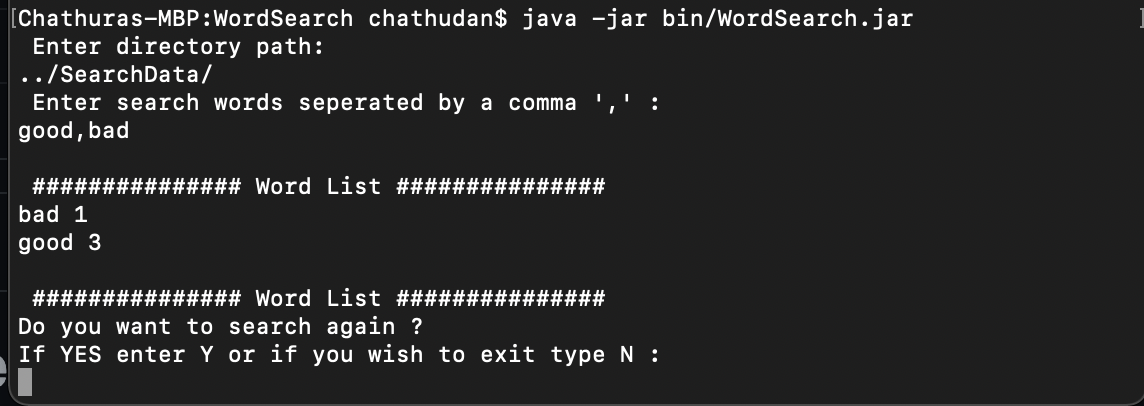 [Chathuras-MBP:WordSearch chathudan$ java -jar bin/WordSearch.jar ]
Enter directory path:
../SearchData/
Enter search words seperated by a comma ',' :
good,bad
############### Word List ###############
bad 1
good 3
############### Word List ###############
Do you want to search again ?
If YES enter Y or if you wish to exit type N :